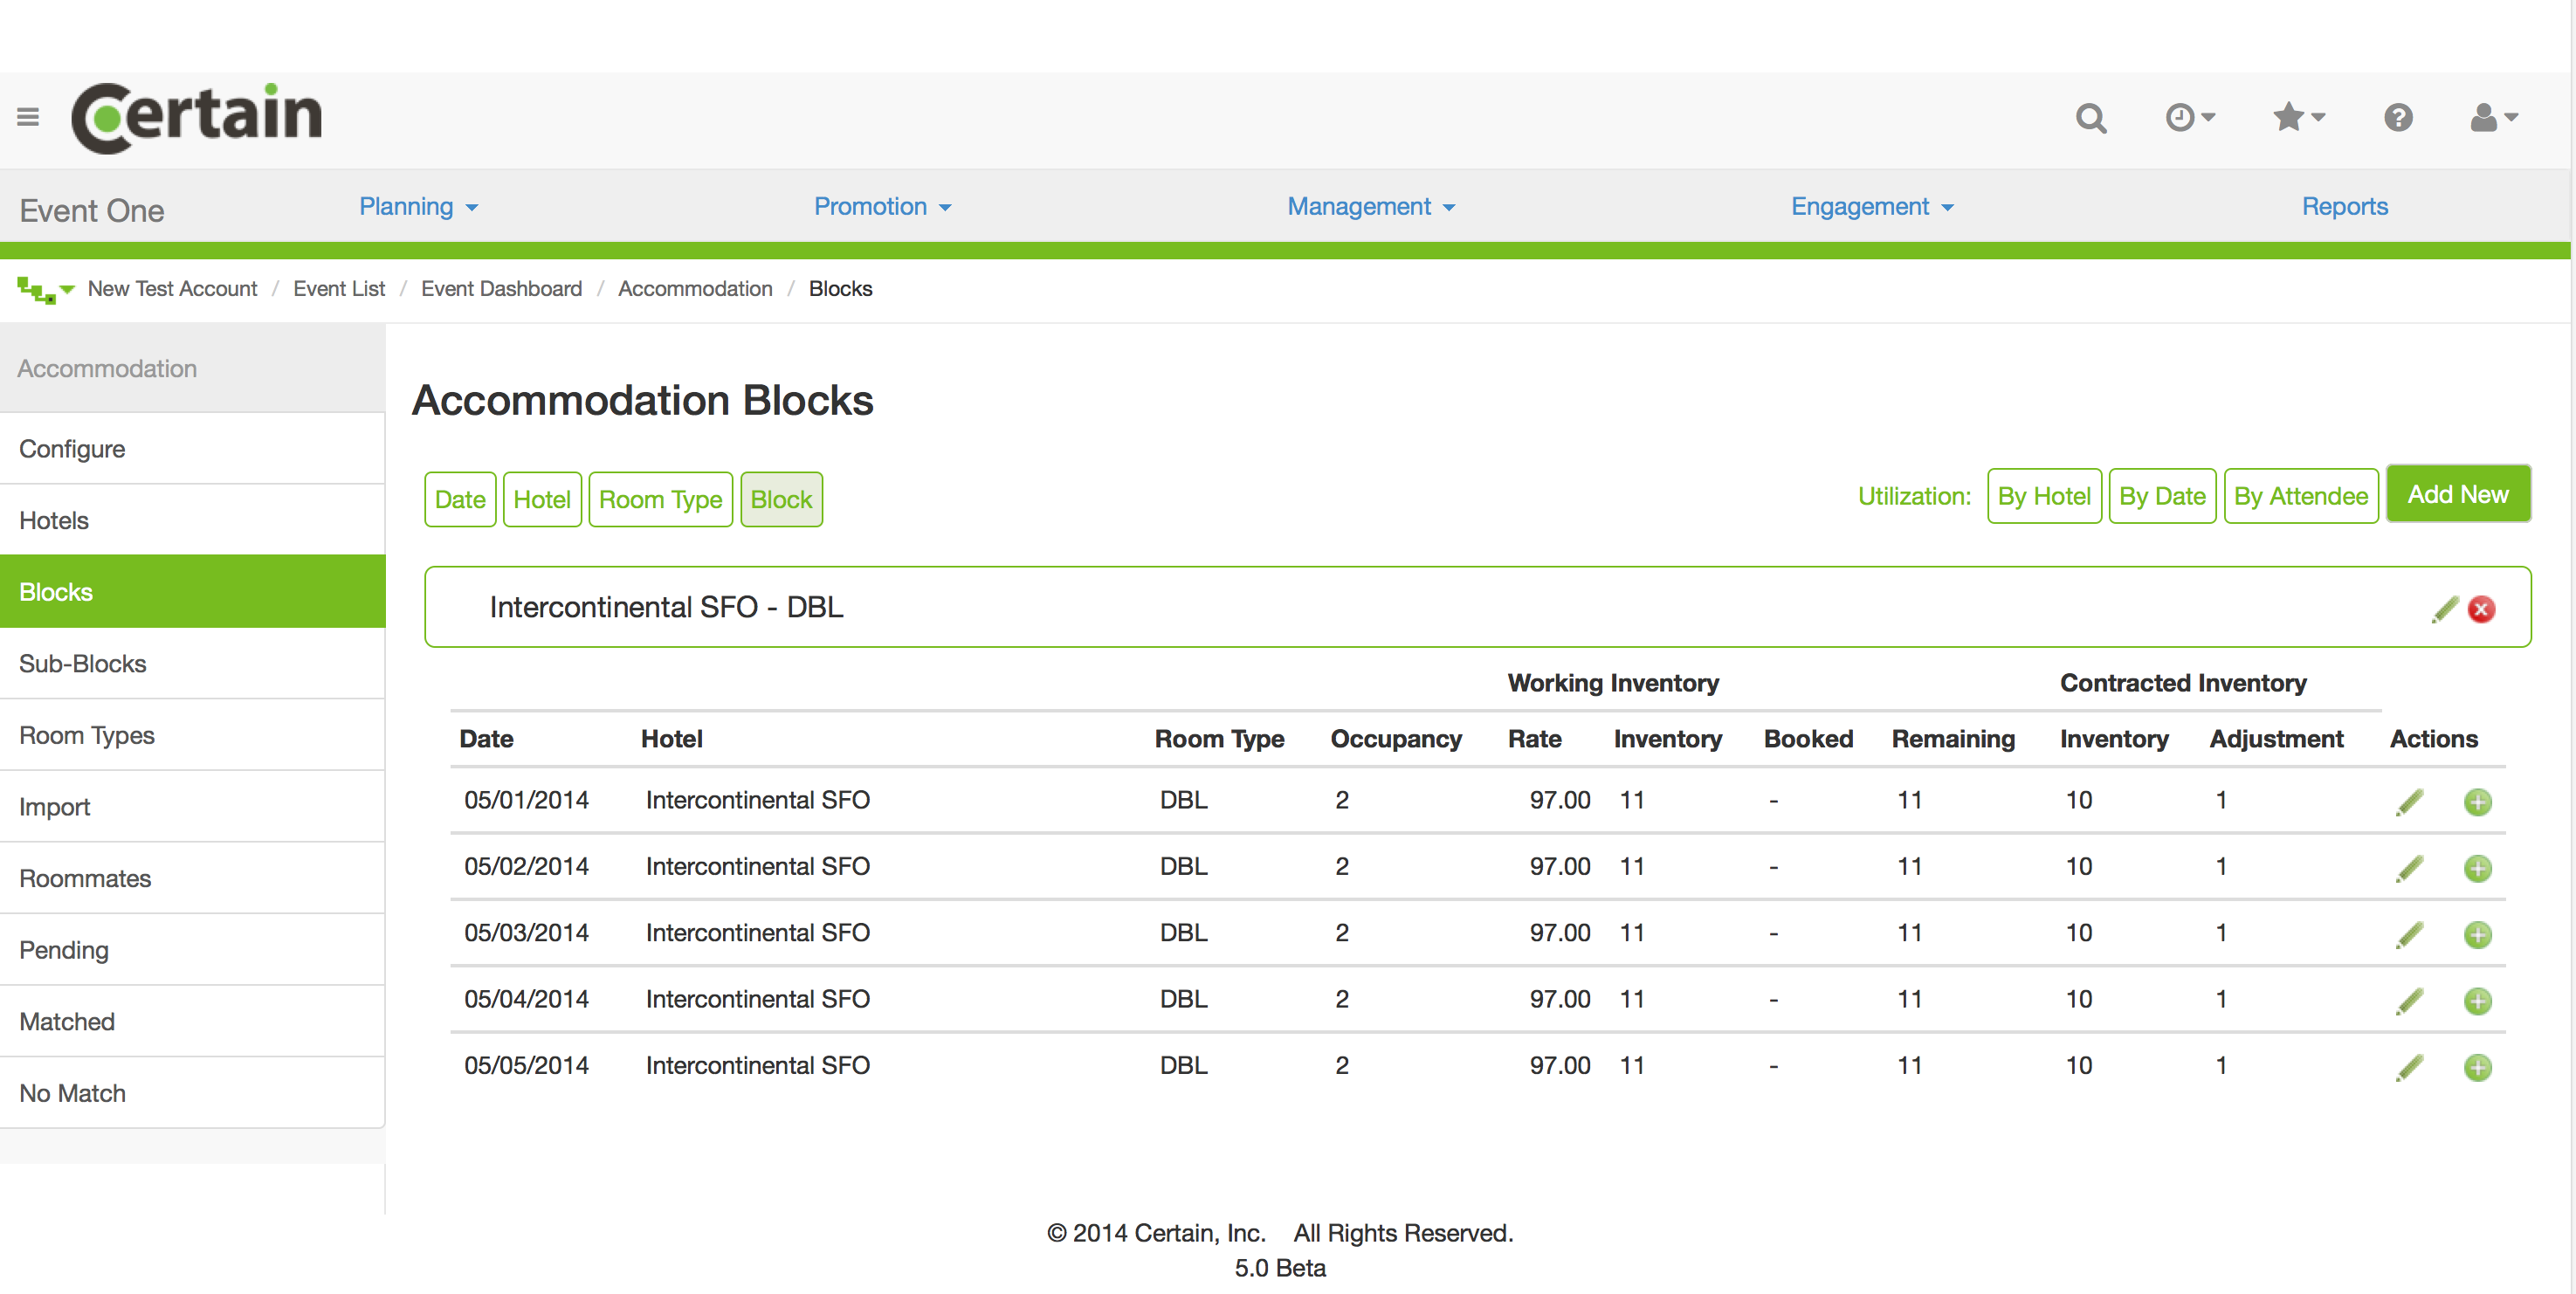 Certain
Event One Planning Promotion Management Engagement Reports
New Test Account / Event List / Event Dashboard / Accommodation / Blocks
Accommodation
Configure
Hotels
Blocks
Sub-Blocks
Room Types
Import
Roommates
Pending
Matched
No Match
Accommodation Blocks
Date Hotel Room Type Block Utilization: By Hotel By Date By Attendee Add New
Intercontinental SFO - DBL
Working Inventory Contracted Inventory
Date Hotel Room Type Occupancy Rate Inventory Booked Remaining Inventory Adjustment Actions
05/01/2014 Intercontinental SFO DBL 2 97.00 11 - 11 10 1
05/02/2014 Intercontinental SFO DBL 2 97.00 11 - 11 10 1
05/03/2014 Intercontinental SFO DBL 2 97.00 11 - 11 10 1
05/04/2014 Intercontinental SFO DBL 2 97.00 11 - 11 10 1
05/05/2014 Intercontinental SFO DBL 2 97.00 11 - 11 10 1
© 2014 Certain, Inc. All Rights Reserved.
5.0 Beta